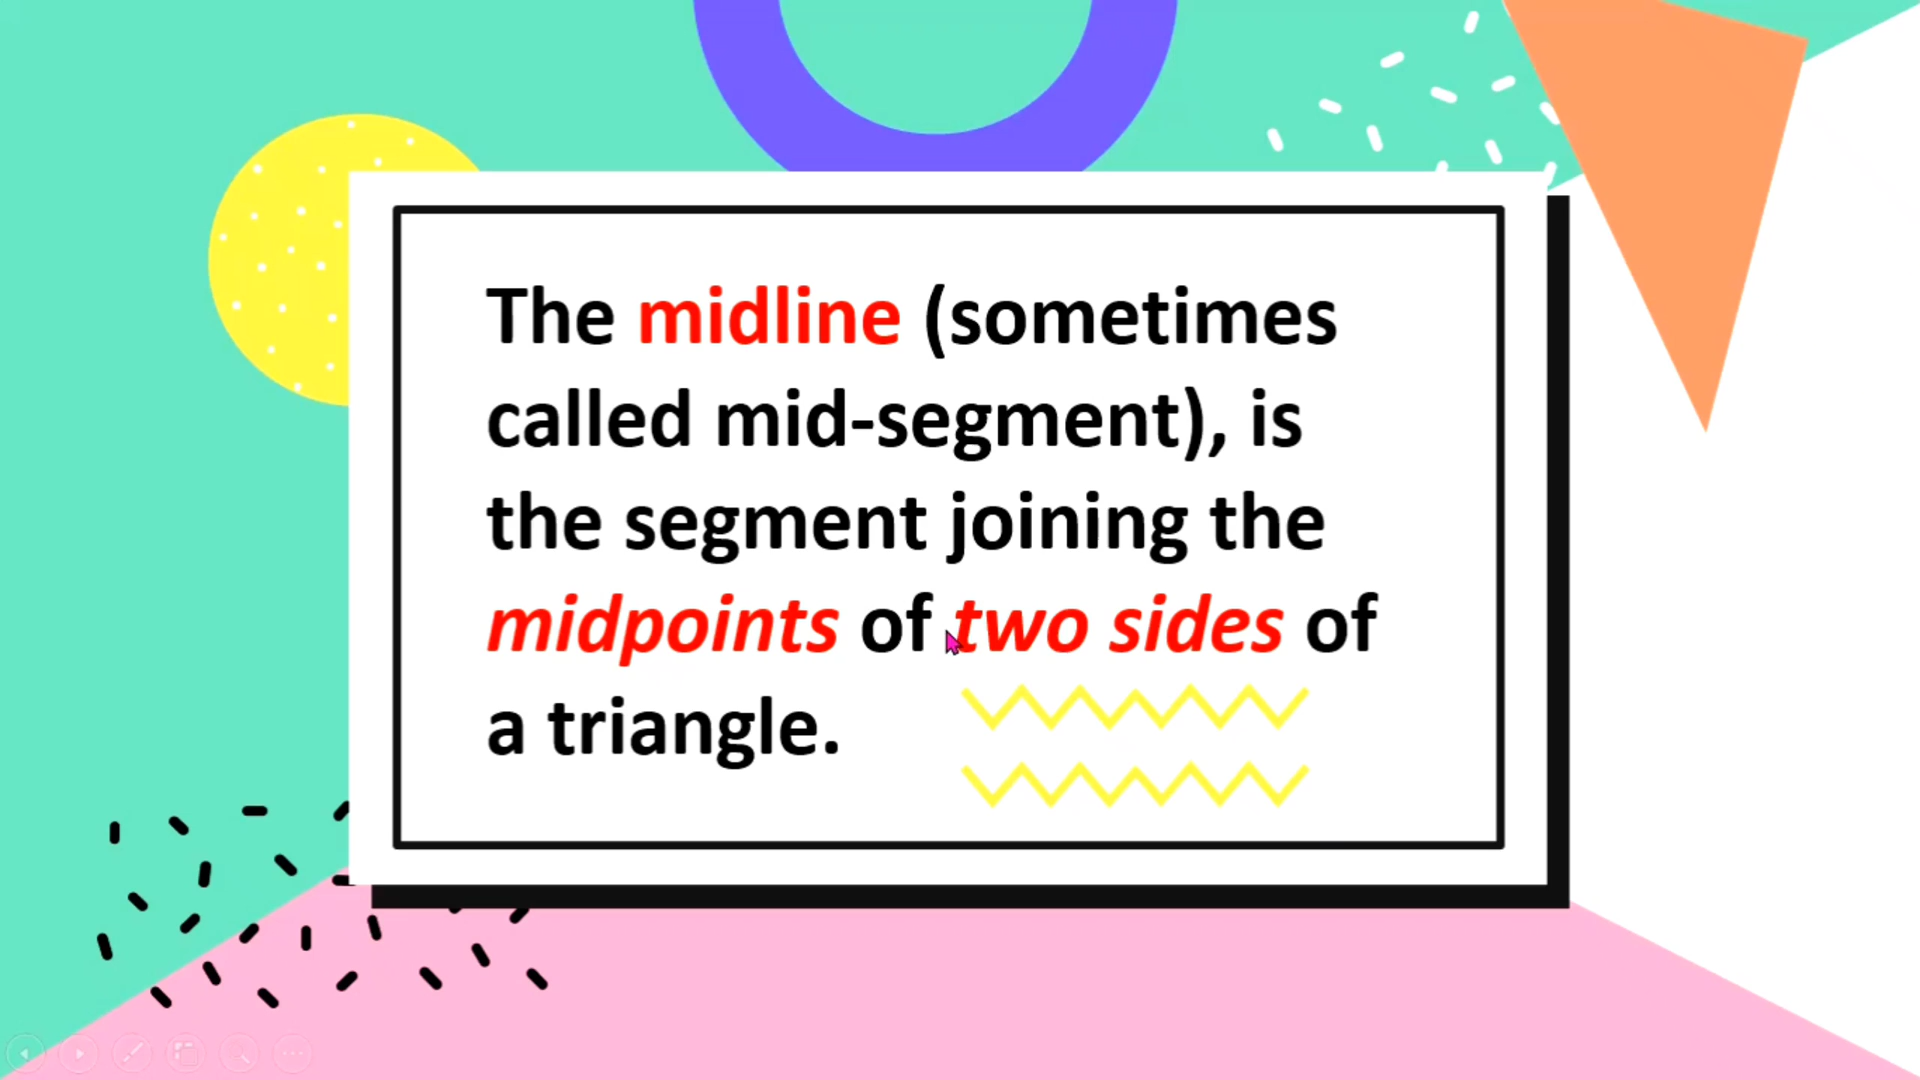 The midline (sometimes
called mid-segment), is
the segment joining the
midpoints of two sides of
a triangle.